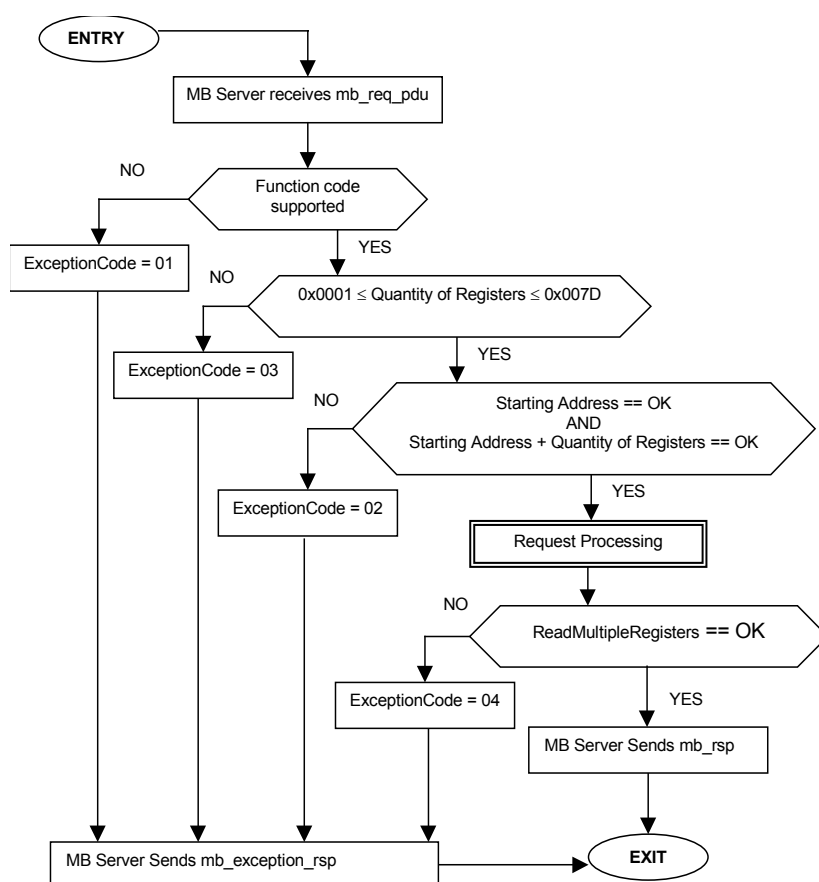 ENTRY
MB Server receives mb_req_pdu
NO
Function code
supported
YES
ExceptionCode = 01
NO
0x0001 ≤ Quantity of Registers ≤ 0x007D
YES
ExceptionCode = 03
NO
Starting Address == OK
AND
Starting Address + Quantity of Registers == OK
YES
ExceptionCode = 02
Request Processing
NO
ReadMultipleRegisters == OK
YES
ExceptionCode = 04
MB Server Sends mb_rsp
MB Server Sends mb_exception_rsp
EXIT